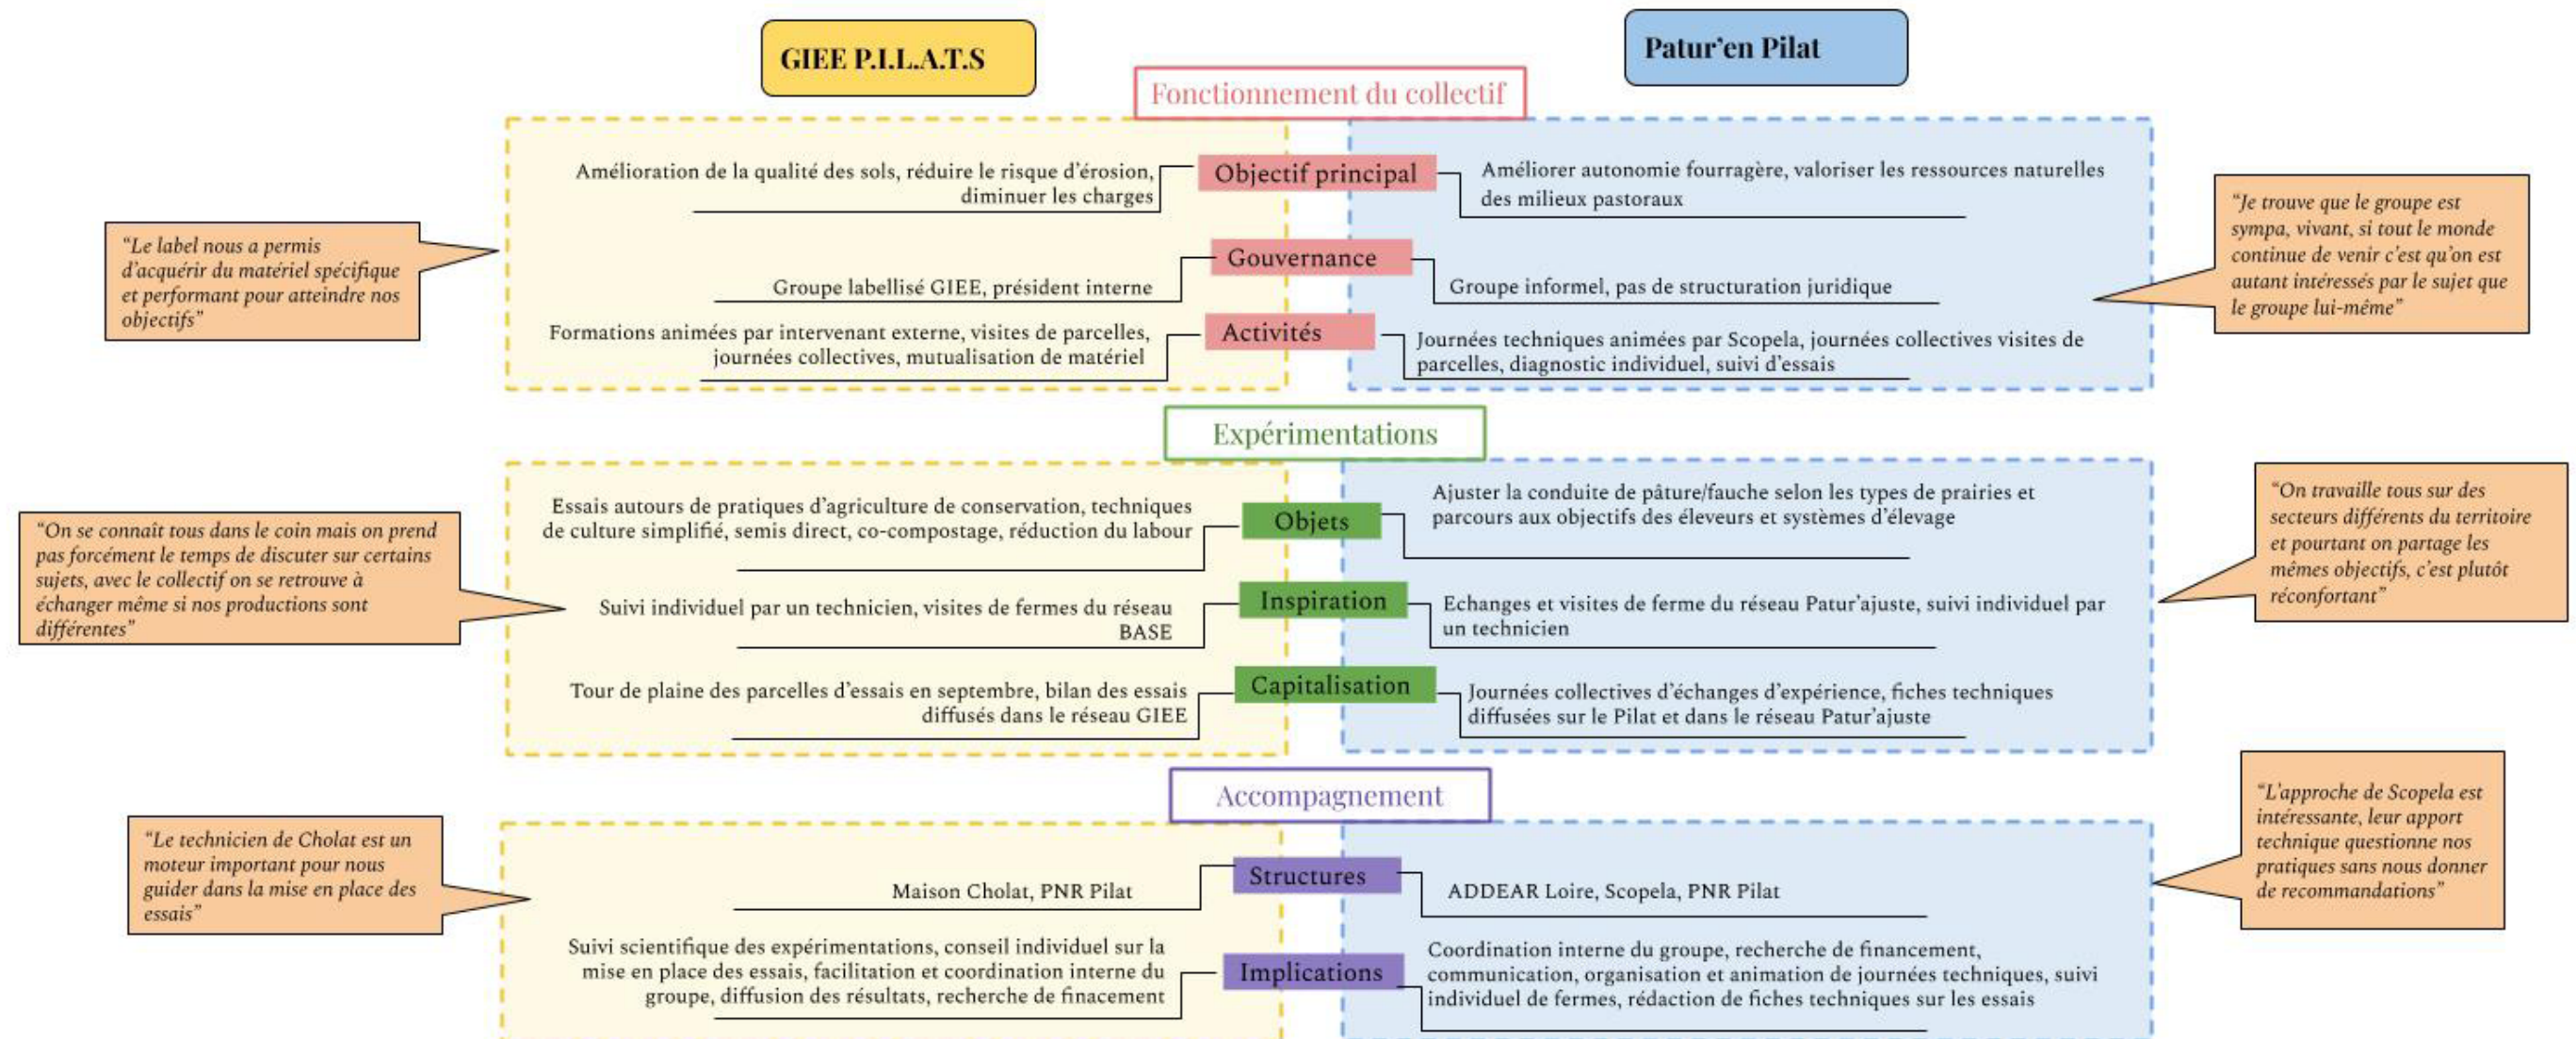 GIEE P.I.L.A.T.S
Patur’en Pilat
Fonctionnement du collectif
Objectif principal
Amélioration de la qualité des sols, réduire le risque d’érosion,
diminuer les charges
Améliorer autonomie fourragère, valoriser les ressources naturelles
des milieux pastoraux
Gouvernance
Groupe labellisé GIEE, président interne
Groupe informel, pas de structuration juridique
Activités
Formations animées par intervenant externe, visites de parcelles,
journées collectives, mutualisation de matériel
Journées techniques animées par Scopela, journées collectives visites de
parcelles, diagnostic individuel, suivi d’essais
“Le label nous a permis
d’acquérir du matériel spécifique
et performant pour atteindre nos
objectifs”
“Je trouve que le groupe est
sympa, vivant, si tout le monde
continue de venir c’est qu’on est
autant intéressés par le sujet que
le groupe lui-même”
Expérimentations
Objets
Essais autours de pratiques d’agriculture de conservation, techniques
de culture simplifié, semis direct, co-compostage, réduction du labour
Ajuster la conduite de pâture/fauche selon les types de prairies et
parcours aux objectifs des éleveurs et systèmes d’élevage
Inspiration
Suivi individuel par un technicien, visites de fermes du réseau
BASE
Echanges et visites de ferme du réseau Patur’ajuste, suivi individuel par
un technicien
Capitalisation
Tour de plaine des parcelles d’essais en septembre, bilan des essais
diffusés dans le réseau GIEE
Journées collectives d’échanges d’expérience, fiches techniques
diffusées sur le Pilat et dans le réseau Patur’ajuste
“On se connaît tous dans le coin mais on prend
pas forcément le temps de discuter sur certains
sujets, avec le collectif on se retrouve à
échanger même si nos productions sont
différentes”
“On travaille tous sur des
secteurs différents du territoire
et pourtant on partage les
mêmes objectifs, c’est plutôt
réconfortant”
Accompagnement
Structures
Maison Cholat, PNR Pilat
ADDEAR Loire, Scopela, PNR Pilat
Implications
Suivi scientifique des expérimentations, conseil individuel sur la
mise en place des essais, facilitation et coordination interne du
groupe, diffusion des résultats, recherche de finacement
Coordination interne du groupe, recherche de financement,
communication, organisation et animation de journées techniques, suivi
individuel de fermes, rédaction de fiches techniques sur les essais
“Le technicien de Cholat est un
moteur important pour nous
guider dans la mise en place des
essais”
“L’approche de Scopela est
intéressante, leur apport
technique questionne nos
pratiques sans nous donner
de recommandations”